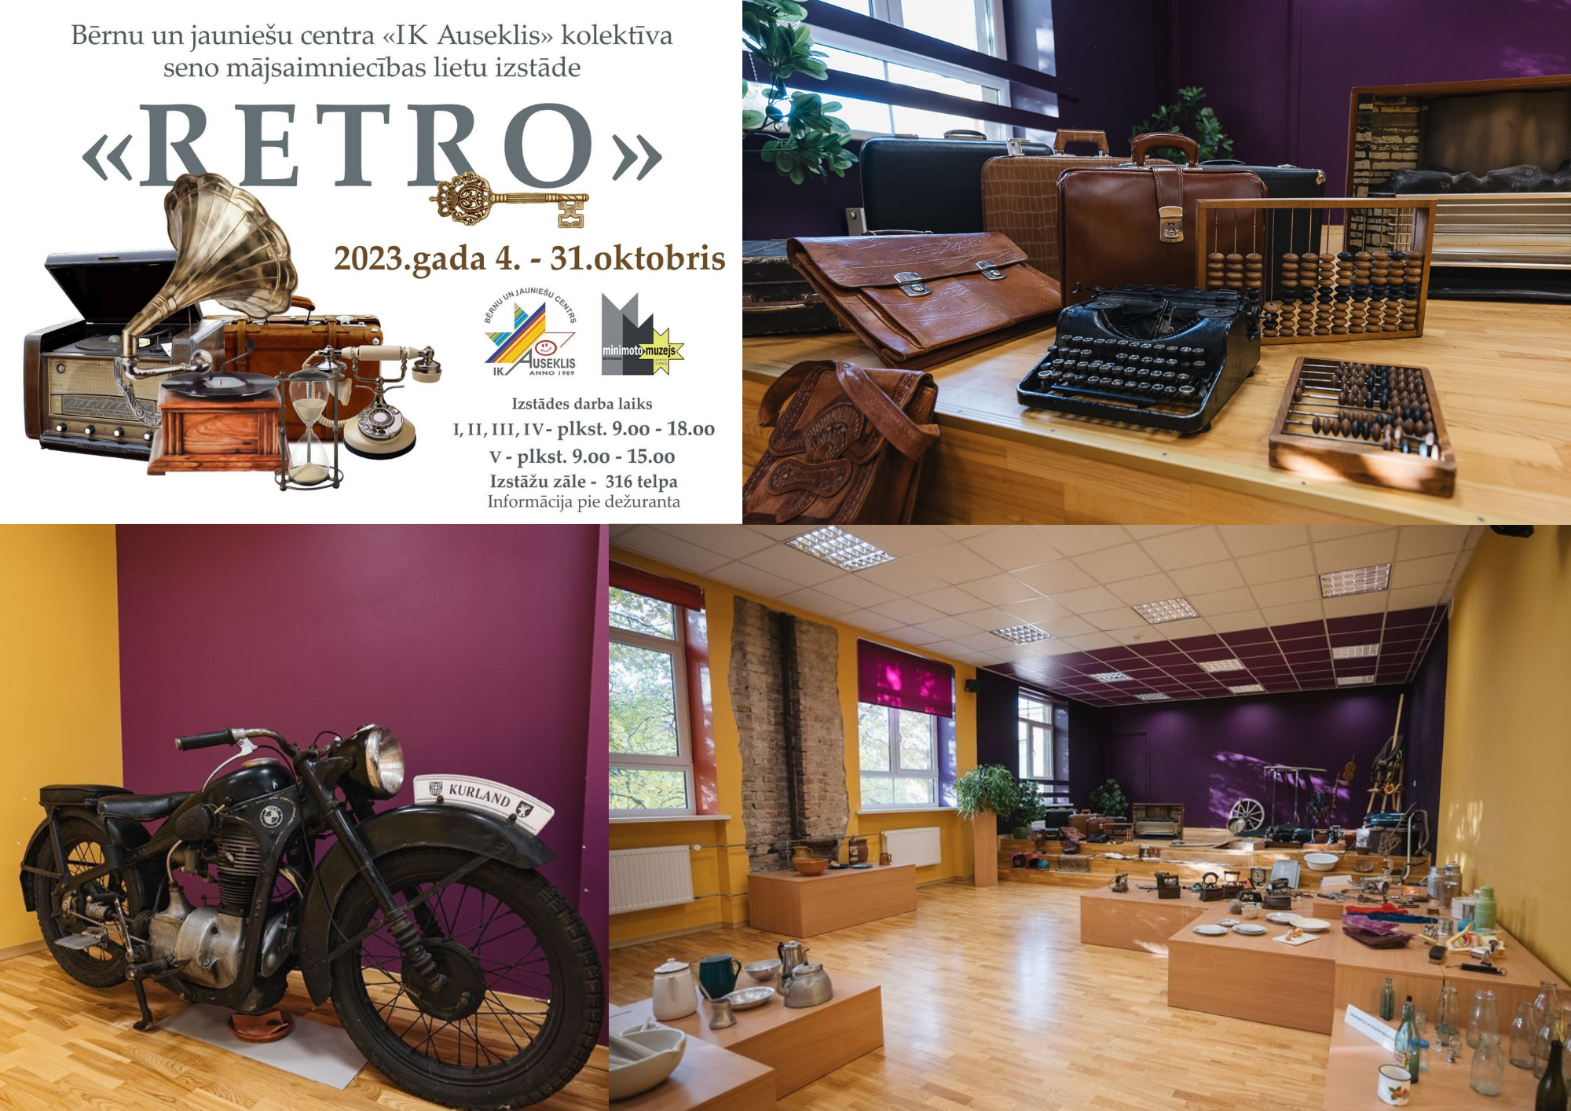 Bērnu un jauniešu centra «IK Auseklis» kolektīva
seno mājsaimniecības lietu izstāde
«RETRO»
2023.gada 4. - 31.oktobris
BĒRNU UN JAUNIEŠU CENTRS
IK AUSEKLIS
ANNO 1989
minimoto muzejs
Izstādes darba laiks
I, II, III, IV- plkst. 9.00 - 18.00
V - plkst. 9.00 - 15.00
Izstāžu zāle - 316 telpa
Informācija pie dežuranta
KURLAND